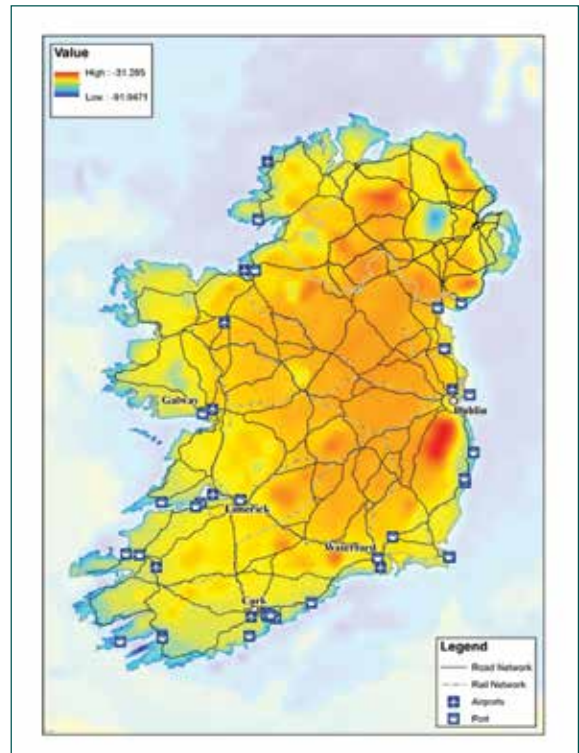 Value
High : -31.285
Low : -91.9471
Galway
Dublin
Limerick
Waterford
Cork
Legend
Road Network
Rail Network
Airports
Port